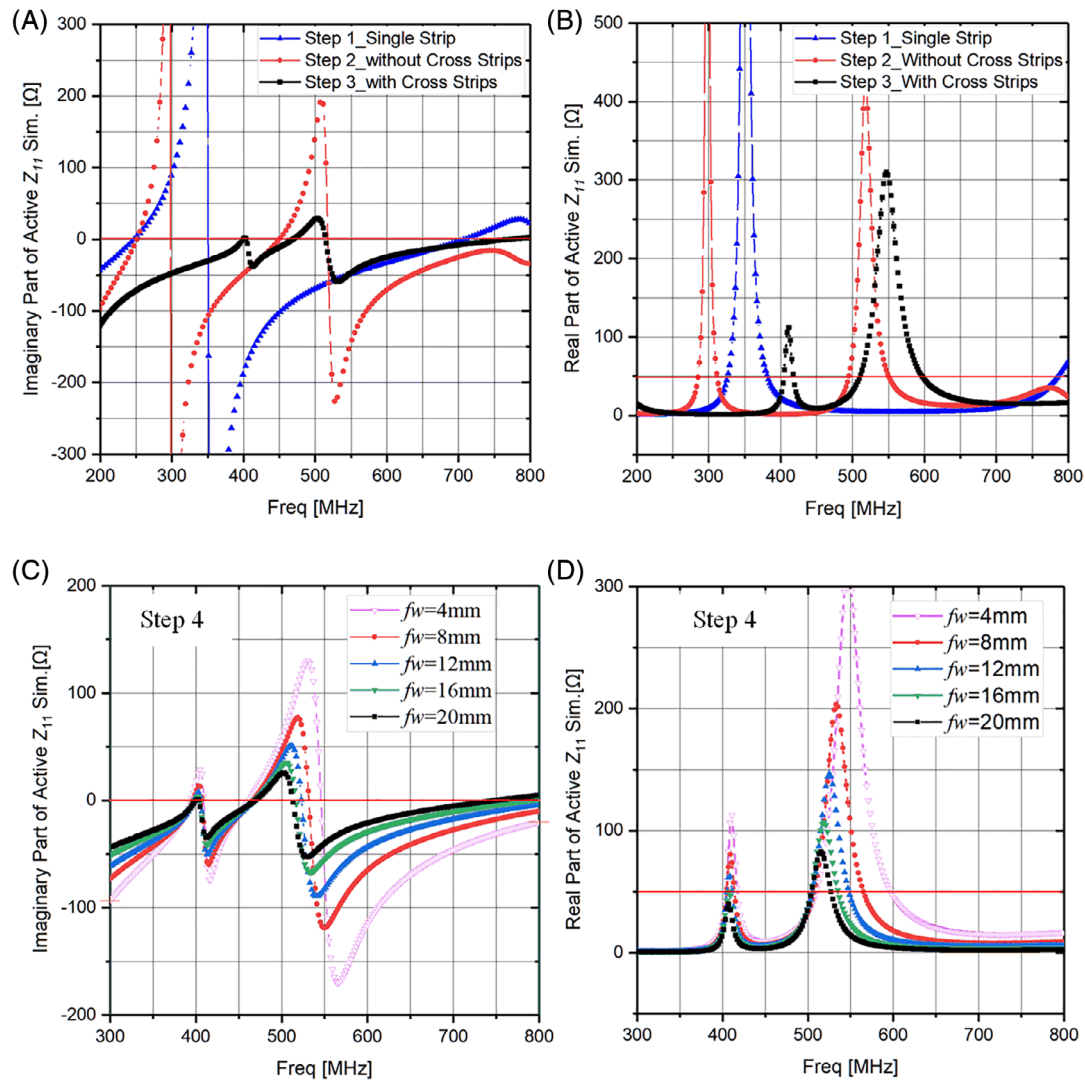 (A)
Imaginary Part of Active Z11 Sim. [Ω]
300
200
100
0
-100
-200
-300
200
300
400
500
600
700
800
Freq [MHz]
Step 1_Single Strip
Step 2_without Cross Strips
Step 3_with Cross Strips
(B)
Real Part of Active Z11 Sim. [Ω]
500
400
300
200
100
0
200
300
400
500
600
700
800
Freq [MHz]
Step 1_Single Strip
Step 2_Without Cross Strips
Step 3_With Cross Strips
(C)
Imaginary Part of Active Z11 Sim.[Ω]
200
100
0
-100
-200
300
400
500
600
700
800
Freq [MHz]
Step 4
fw=4mm
fw=8mm
fw=12mm
fw=16mm
fw=20mm
(D)
Real Part of Active Z11 Sim.[Ω]
300
200
100
0
300
400
500
600
700
800
Freq [MHz]
Step 4
fw=4mm
fw=8mm
fw=12mm
fw=16mm
fw=20mm